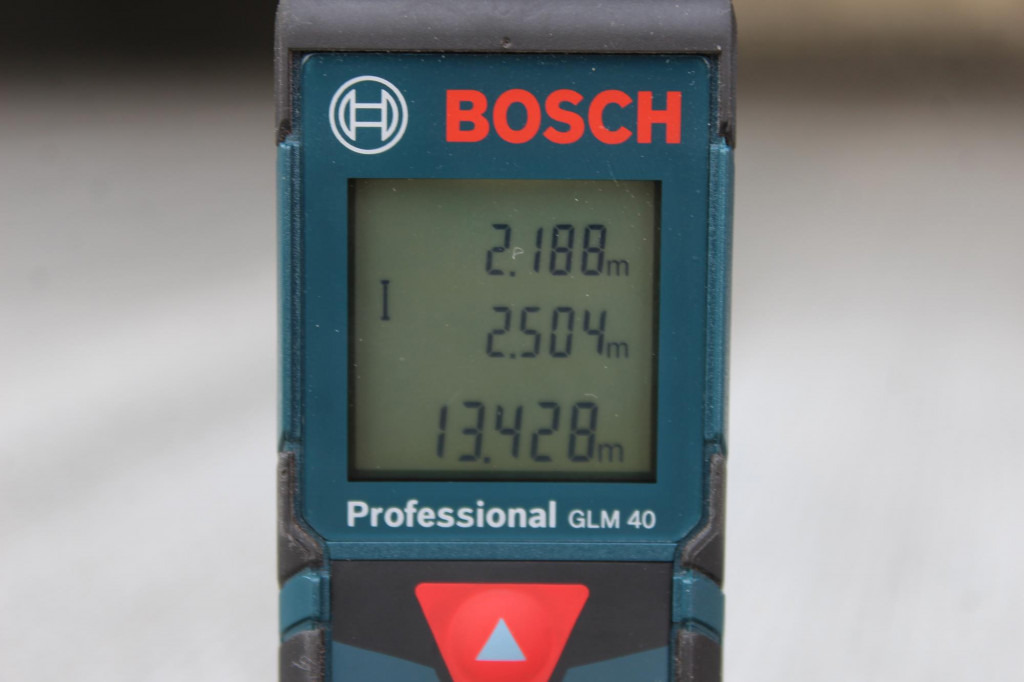 BOSCH
2.188m
I
2.504m
13.428m
Professional GLM 40